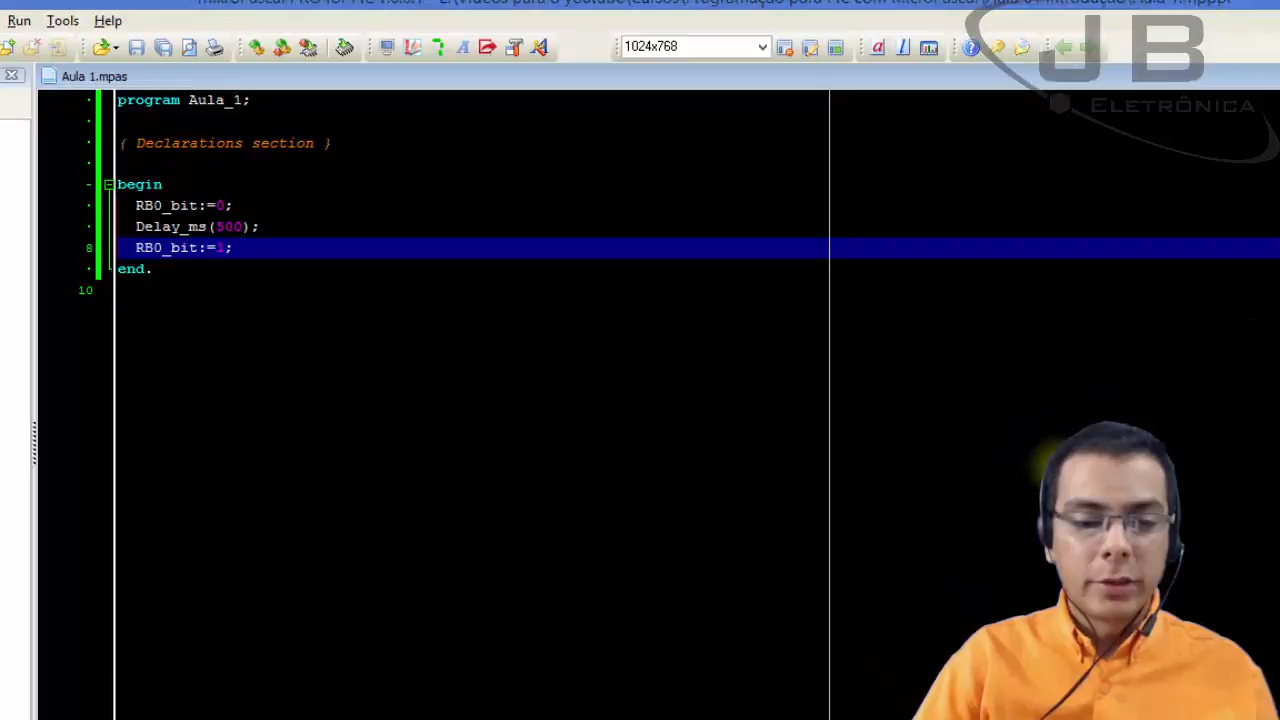 Run Tools Help
1024x768
J B
ELETRÔNICA
Aula 1.mpas
program Aula_1;
{ Declarations section }
begin
RB0_bit:=0;
Delay_ms(500);
8 RB0_bit:=1;
end.
10